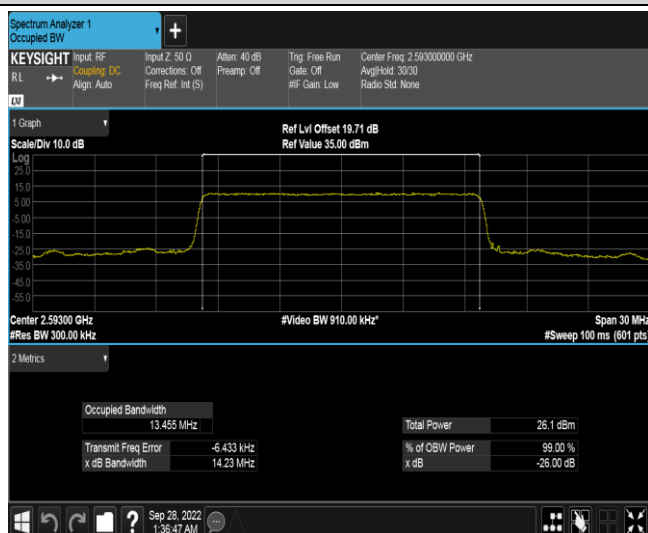 Spectrum Analyzer 1
Occupied BW
+
KEYSIGHT
R L
LXI
Input: RF
Coupling: DC
Align: Auto
Input Z: 50 Ω
Corrections: Off
Freq Ref: Int (S)
Atten: 40 dB
Preamp: Off
Trig: Free Run
Gate: Off
#IF Gain: Low
Center Freq: 2.593000000 GHz
Avg|Hold: 30/30
Radio Std: None
1 Graph
Scale/Div 10.0 dB
Ref Lvl Offset 19.71 dB
Ref Value 35.00 dBm
Log
25.0
15.0
5.00
-5.00
-15.0
-25.0
-35.0
-45.0
-55.0
Center 2.59300 GHz
#Res BW 300.00 kHz
#Video BW 910.00 kHz*
Span 30 MHz
#Sweep 100 ms (601 pts)
2 Metrics
Occupied Bandwidth
13.455 MHz
Transmit Freq Error -6.433 kHz
x dB Bandwidth 14.23 MHz
Total Power 26.1 dBm
% of OBW Power 99.00 %
x dB -26.00 dB
?
Sep 28, 2022
1:36:47 AM